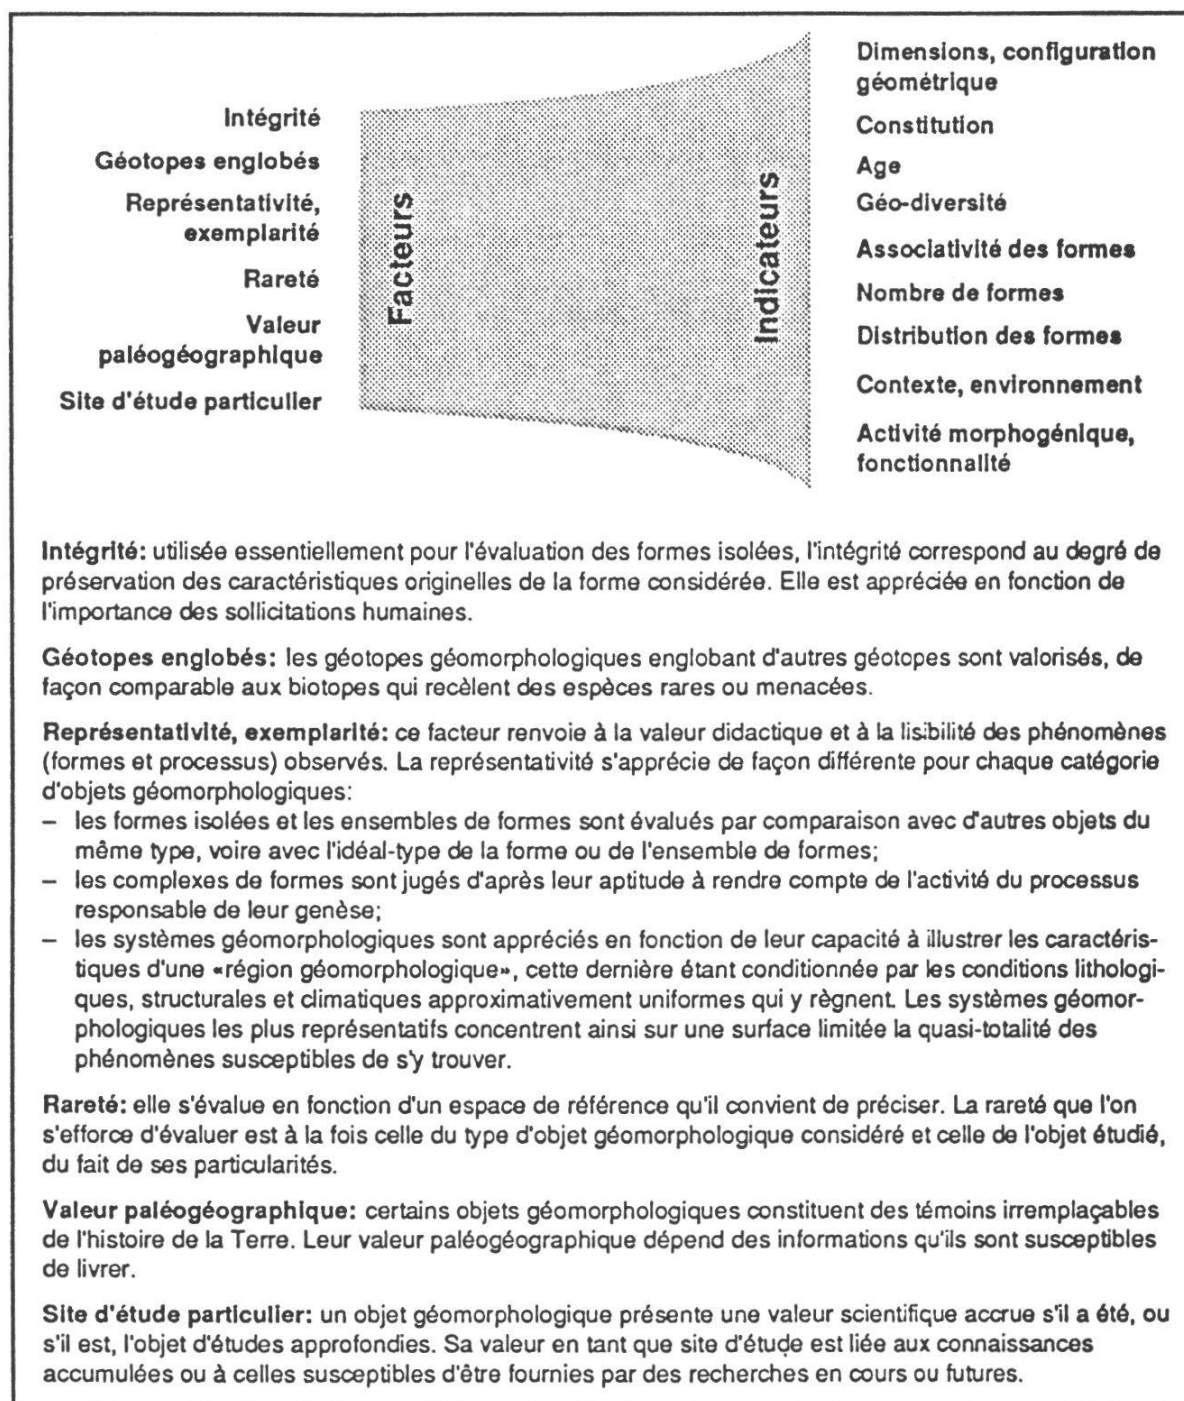 Intégrité
Géotopes englobés
Représentativité,
exemplarité
Rareté
Valeur
paléogéographique
Site d'étude particulier
Facteurs
Indicateurs
Dimensions, configuration
géométrique
Constitution
Age
Géo-diversité
Associativité des formes
Nombre de formes
Distribution des formes
Contexte, environnement
Activité morphogénique,
fonctionnalité
Intégrité: utilisée essentiellement pour l'évaluation des formes isolées, l'intégrité correspond au degré de
préservation des caractéristiques originelles de la forme considérée. Elle est appréciée en fonction de
l'importance des sollicitations humaines.
Géotopes englobés: les géotopes géomorphologiques englobant d'autres géotopes sont valorisés, de
façon comparable aux biotopes qui recèlent des espèces rares ou menacées.
Représentativité, exemplarité: ce facteur renvoie à la valeur didactique et à la lisibilité des phénomènes
(formes et processus) observés. La représentativité s'apprécie de façon différente pour chaque catégorie
d'objets géomorphologiques:
– les formes isolées et les ensembles de formes sont évalués par comparaison avec d'autres objets du
même type, voire avec l'idéal-type de la forme ou de l'ensemble de formes;
– les complexes de formes sont jugés d'après leur aptitude à rendre compte de l'activité du processus
responsable de leur genèse;
– les systèmes géomorphologiques sont appréciés en fonction de leur capacité à illustrer les caractéris-
tiques d'une «région géomorphologique», cette dernière étant conditionnée par les conditions lithologi-
ques, structurales et climatiques approximativement uniformes qui y règnent. Les systèmes géomor-
phologiques les plus représentatifs concentrent ainsi sur une surface limitée la quasi-totalité des
phénomènes susceptibles de s'y trouver.
Rareté: elle s'évalue en fonction d'un espace de référence qu'il convient de préciser. La rareté que l'on
s'efforce d'évaluer est à la fois celle du type d'objet géomorphologique considéré et celle de l'objet étudié,
du fait de ses particularités.
Valeur paléogéographique: certains objets géomorphologiques constituent des témoins irremplaçables
de l'histoire de la Terre. Leur valeur paléogéographique dépend des informations qu'ils sont susceptibles
de livrer.
Site d'étude particulier: un objet géomorphologique présente une valeur scientifique accrue s'il a été, ou
s'il est, l'objet d'études approfondies. Sa valeur en tant que site d'étude est liée aux connaissances
accumulées ou à celles susceptibles d'être fournies par des recherches en cours ou futures.